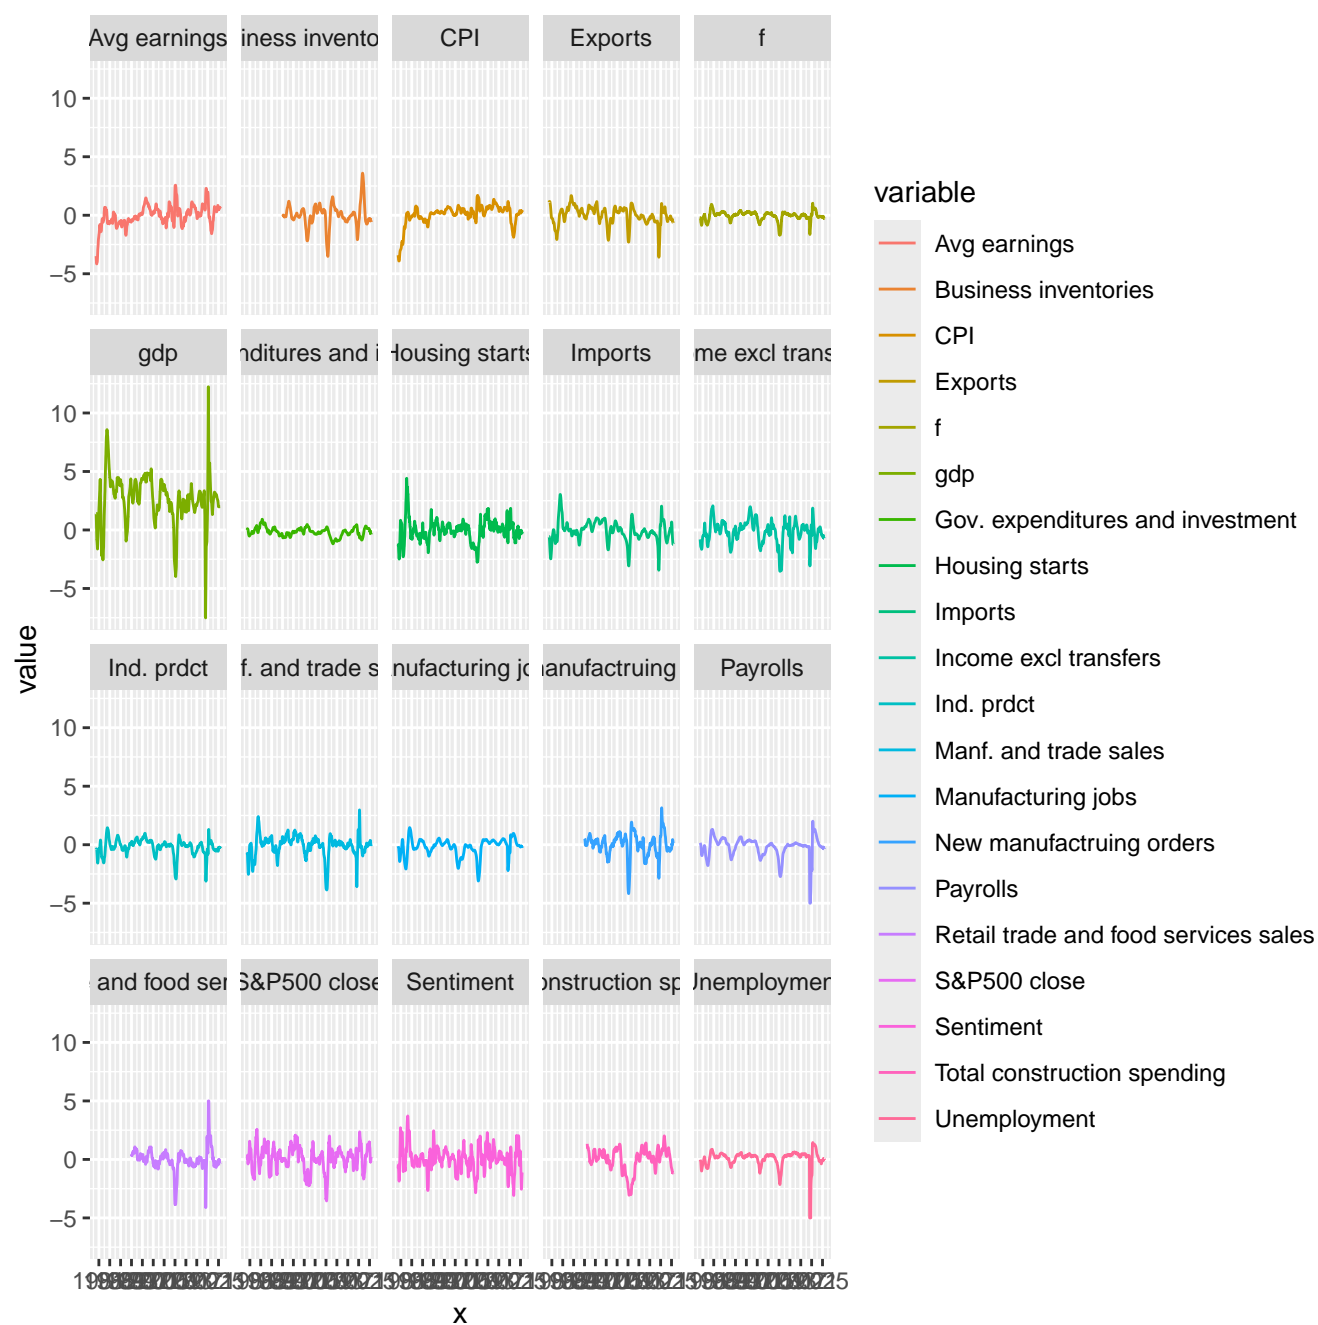 Avg earnings iness invento CPI Exports f
10
5
0
−5
gdp nditures and i Housing starts Imports me excl trans
10
5
0
−5
Ind. prdct f. and trade s nufacturing jo manufactruing Payrolls
10
5
0
−5
and food ser S&P500 close Sentiment onstruction sp Unemploymen
10
5
0
−5
value
x
variable
Avg earnings
Business inventories
CPI
Exports
f
gdp
Gov. expenditures and investment
Housing starts
Imports
Income excl transfers
Ind. prdct
Manf. and trade sales
Manufacturing jobs
New manufactruing orders
Payrolls
Retail trade and food services sales
S&P500 close
Sentiment
Total construction spending
Unemployment